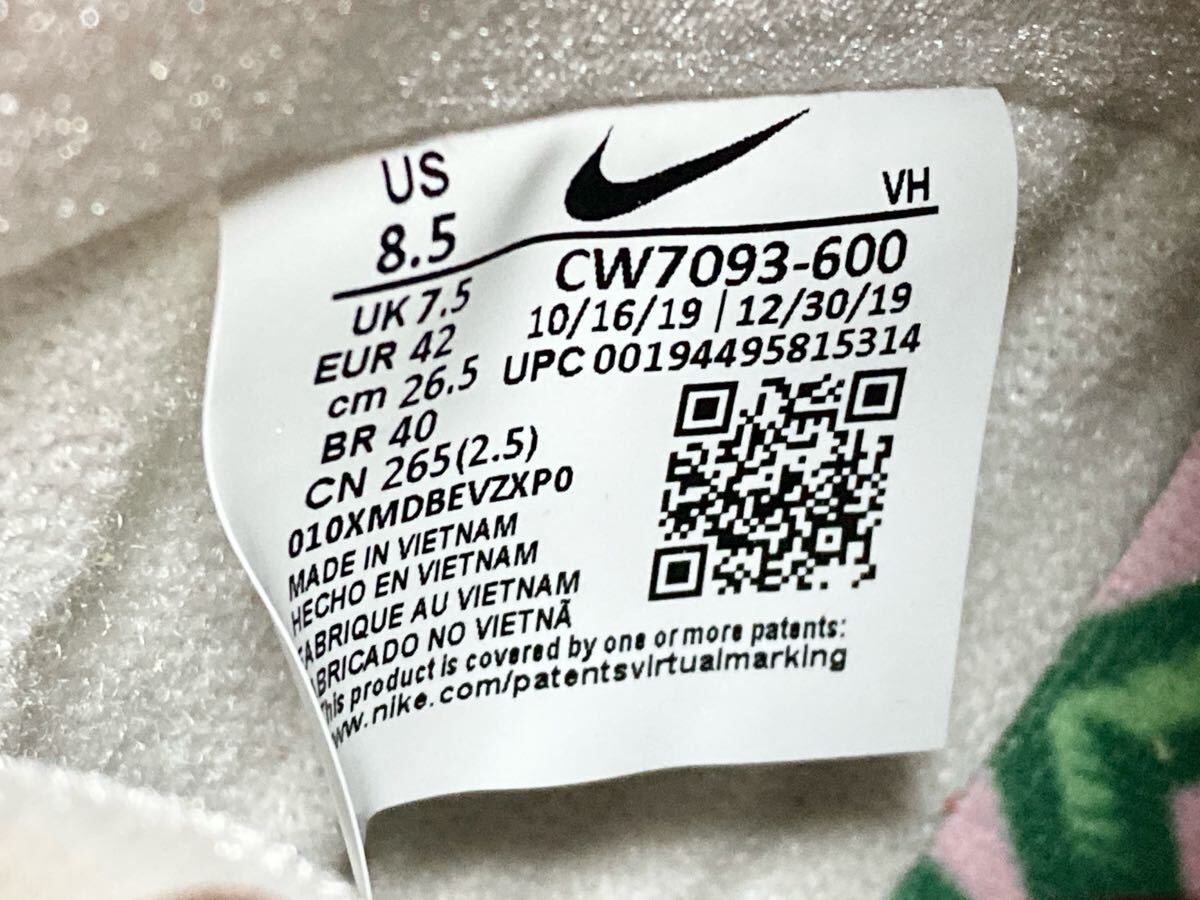 US
8.5
VH
CW7093-600
10/16/19 | 12/30/19
UPC 00194495815314
UK 7.5
EUR 42
cm 26.5
BR 40
CN 265(2.5)
010XMDBEVZXP0
MADE IN VIETNAM
HECHO EN VIETNAM
FABRIQUE AU VIETNAM
ABRICADO NO VIETNÃ
This product is covered by one or more patents:
www.nike.com/patentsvirtualmarking